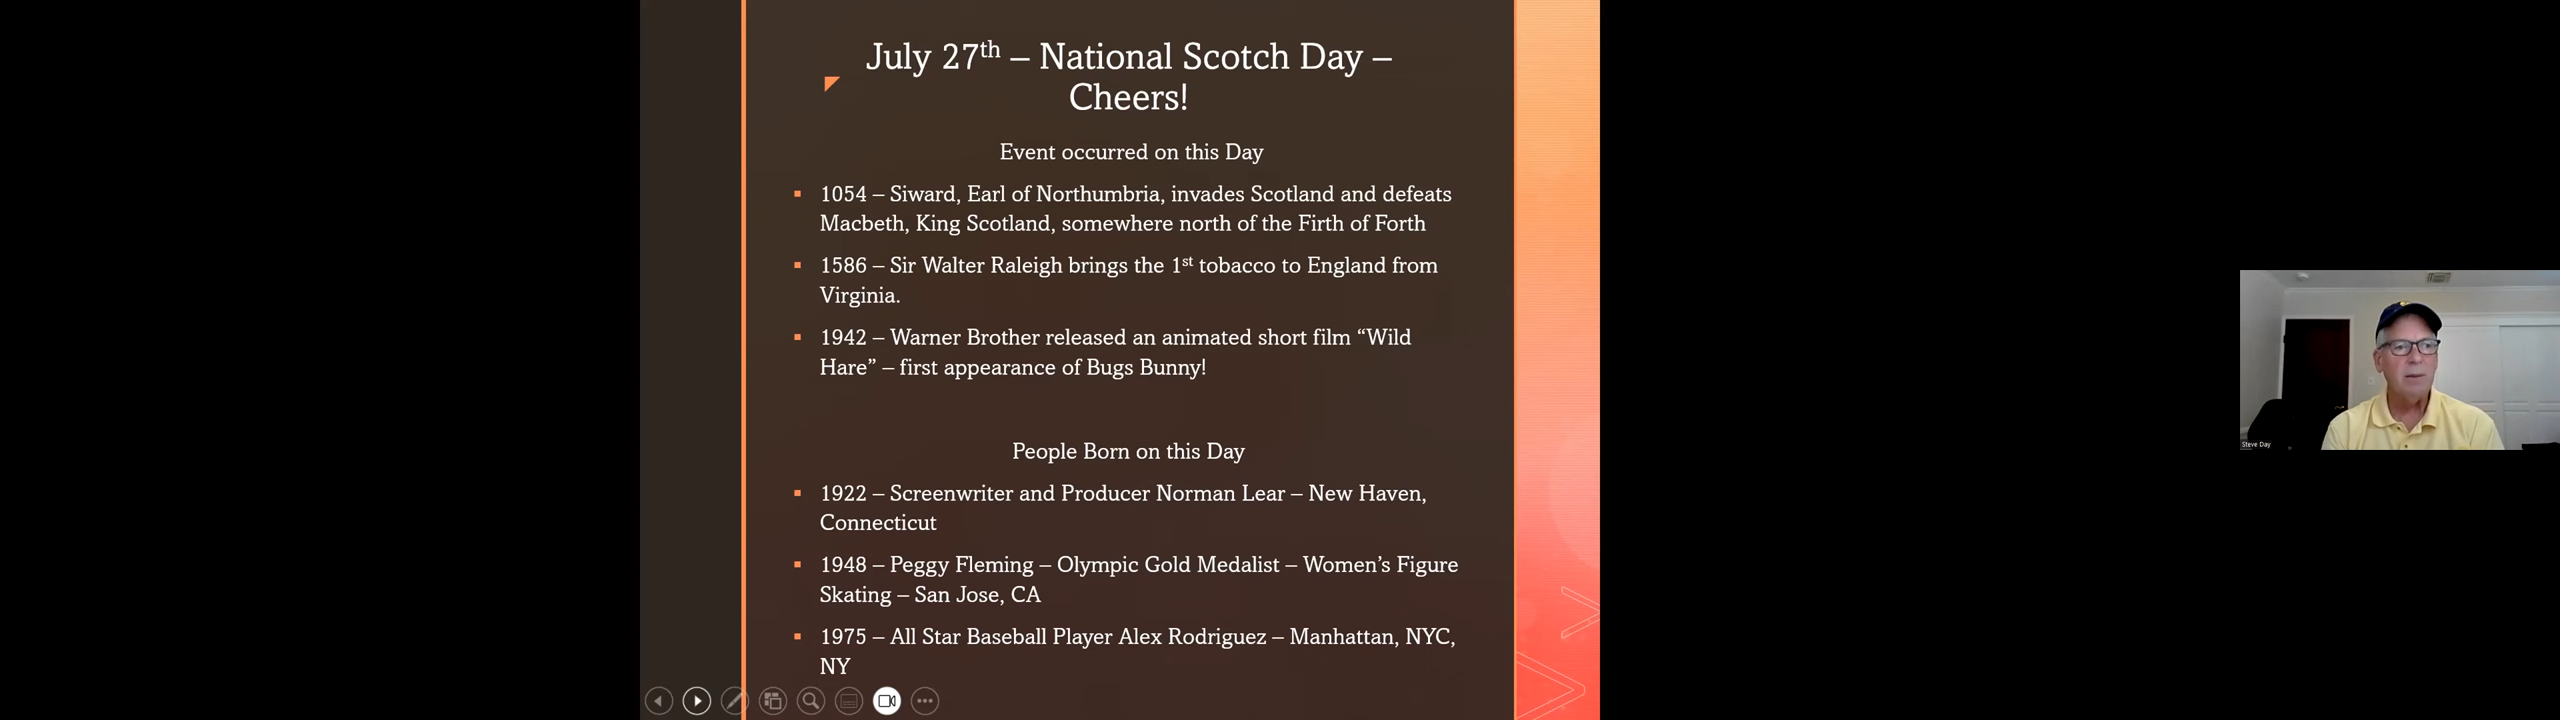 July 27th – National Scotch Day –
Cheers!
Event occurred on this Day
1054 – Siward, Earl of Northumbria, invades Scotland and defeats
Macbeth, King Scotland, somewhere north of the Firth of Forth
1586 – Sir Walter Raleigh brings the 1st tobacco to England from
Virginia.
1942 – Warner Brother released an animated short film “Wild
Hare” – first appearance of Bugs Bunny!
People Born on this Day
1922 – Screenwriter and Producer Norman Lear – New Haven,
Connecticut
1948 – Peggy Fleming – Olympic Gold Medalist – Women’s Figure
Skating – San Jose, CA
1975 – All Star Baseball Player Alex Rodriguez – Manhattan, NYC,
NY
Steve Day